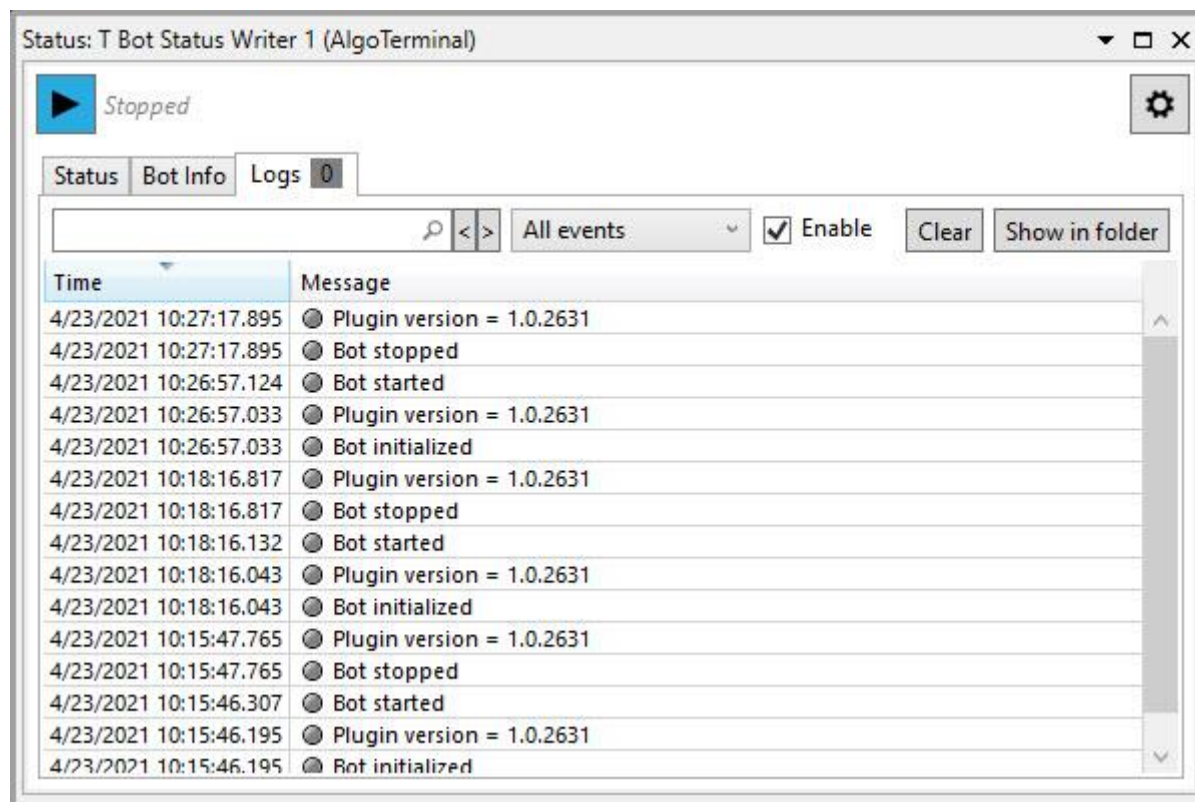 Status: T Bot Status Writer 1 (AlgoTerminal)
Stopped
Status Bot Info Logs 0
< > All events Enable Clear Show in folder
Time Message
4/23/2021 10:27:17.895 Plugin version = 1.0.2631
4/23/2021 10:27:17.895 Bot stopped
4/23/2021 10:26:57.124 Bot started
4/23/2021 10:26:57.033 Plugin version = 1.0.2631
4/23/2021 10:26:57.033 Bot initialized
4/23/2021 10:18:16.817 Plugin version = 1.0.2631
4/23/2021 10:18:16.817 Bot stopped
4/23/2021 10:18:16.132 Bot started
4/23/2021 10:18:16.043 Plugin version = 1.0.2631
4/23/2021 10:18:16.043 Bot initialized
4/23/2021 10:15:47.765 Plugin version = 1.0.2631
4/23/2021 10:15:47.765 Bot stopped
4/23/2021 10:15:46.307 Bot started
4/23/2021 10:15:46.195 Plugin version = 1.0.2631
4/23/2021 10:15:46.195 Bot initialized